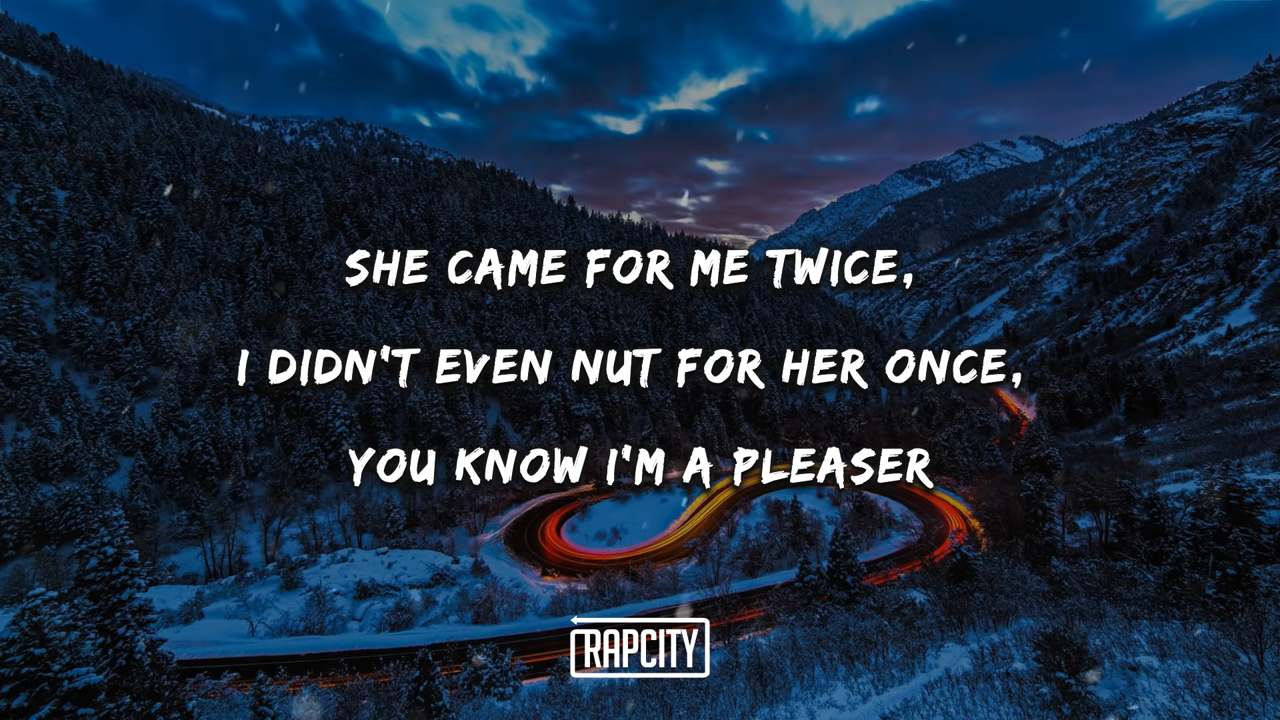 SHE CAME FOR ME TWICE,
I DIDN'T EVEN NUT FOR HER ONCE,
YOU KNOW I'M A PLEASER
RAPCITY